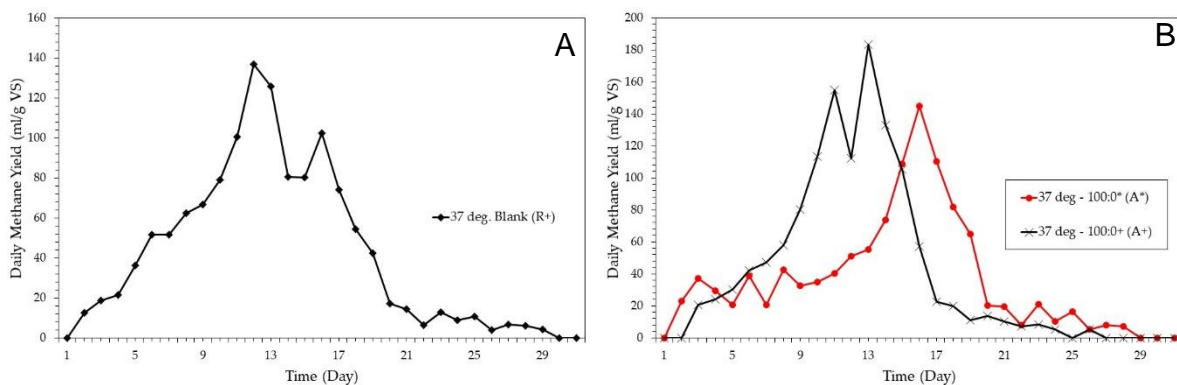 A
160
140
120
100
80
60
40
20
0
Daily Methane Yield (ml/g VS)
37 deg. Blank (R+)
1 5 9 13 17 21 25 29
Time (Day)
B
200
180
160
140
120
100
80
60
40
20
0
Daily Methane Yield (ml/g VS)
37 deg - 100:0* (A*)
37 deg - 100:0+ (A+)
1 5 9 13 17 21 25 29
Time (Day)